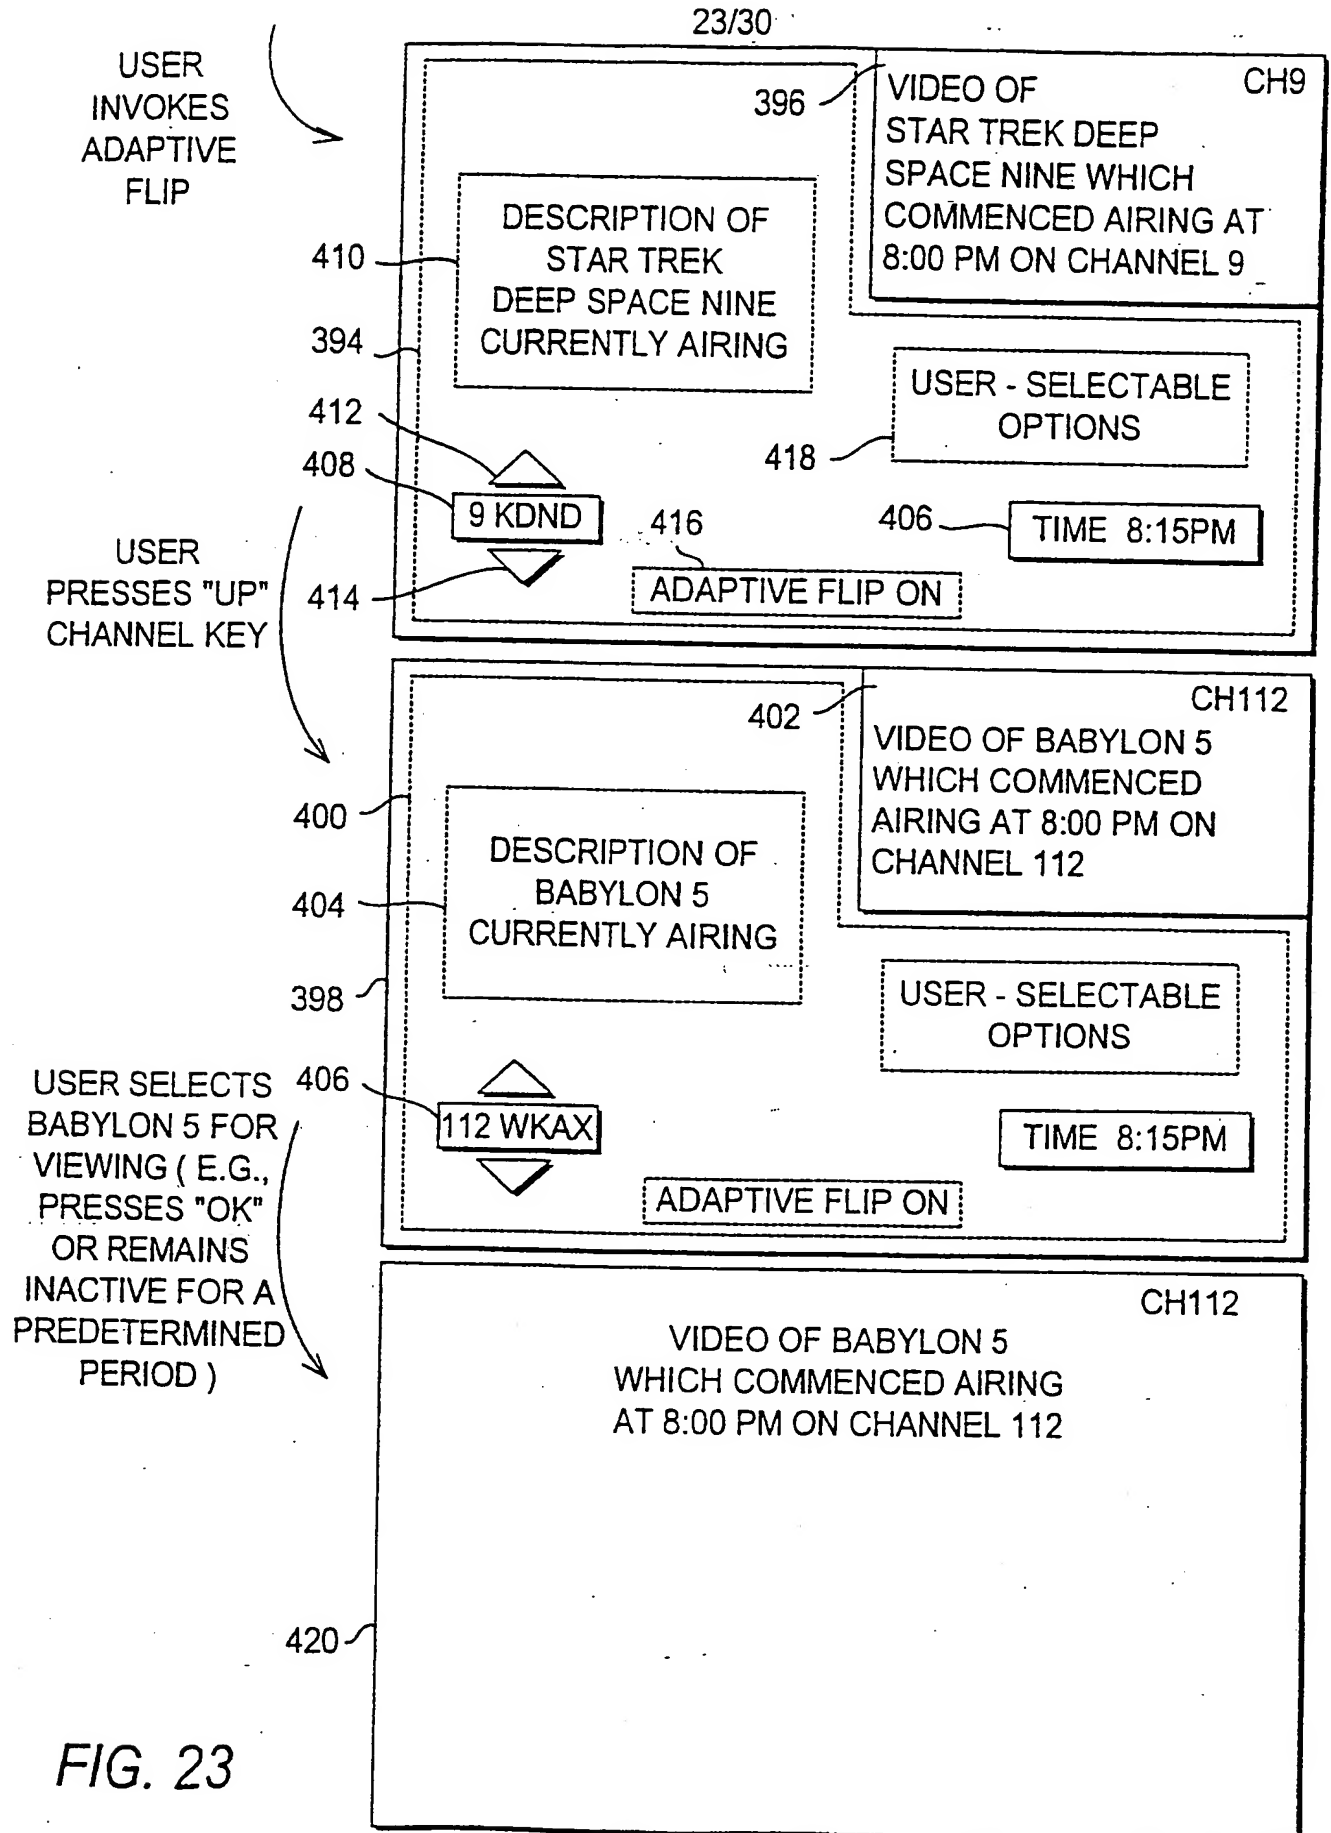 23/30
USER
INVOKES
ADAPTIVE
FLIP
396
CH9
VIDEO OF
STAR TREK DEEP
SPACE NINE WHICH
COMMENCED AIRING AT
8:00 PM ON CHANNEL 9
410
DESCRIPTION OF
STAR TREK
DEEP SPACE NINE
CURRENTLY AIRING
394
USER - SELECTABLE
OPTIONS
418
412
408
9 KDND
414
416
ADAPTIVE FLIP ON
406
TIME 8:15PM
USER
PRESSES "UP"
CHANNEL KEY
402
CH112
VIDEO OF BABYLON 5
WHICH COMMENCED
AIRING AT 8:00 PM ON
CHANNEL 112
400
DESCRIPTION OF
BABYLON 5
CURRENTLY AIRING
404
398
USER - SELECTABLE
OPTIONS
406
112 WKAX
TIME 8:15PM
ADAPTIVE FLIP ON
USER SELECTS
BABYLON 5 FOR
VIEWING ( E.G.,
PRESSES "OK"
OR REMAINS
INACTIVE FOR A
PREDETERMINED
PERIOD )
CH112
VIDEO OF BABYLON 5
WHICH COMMENCED AIRING
AT 8:00 PM ON CHANNEL 112
420
FIG. 23